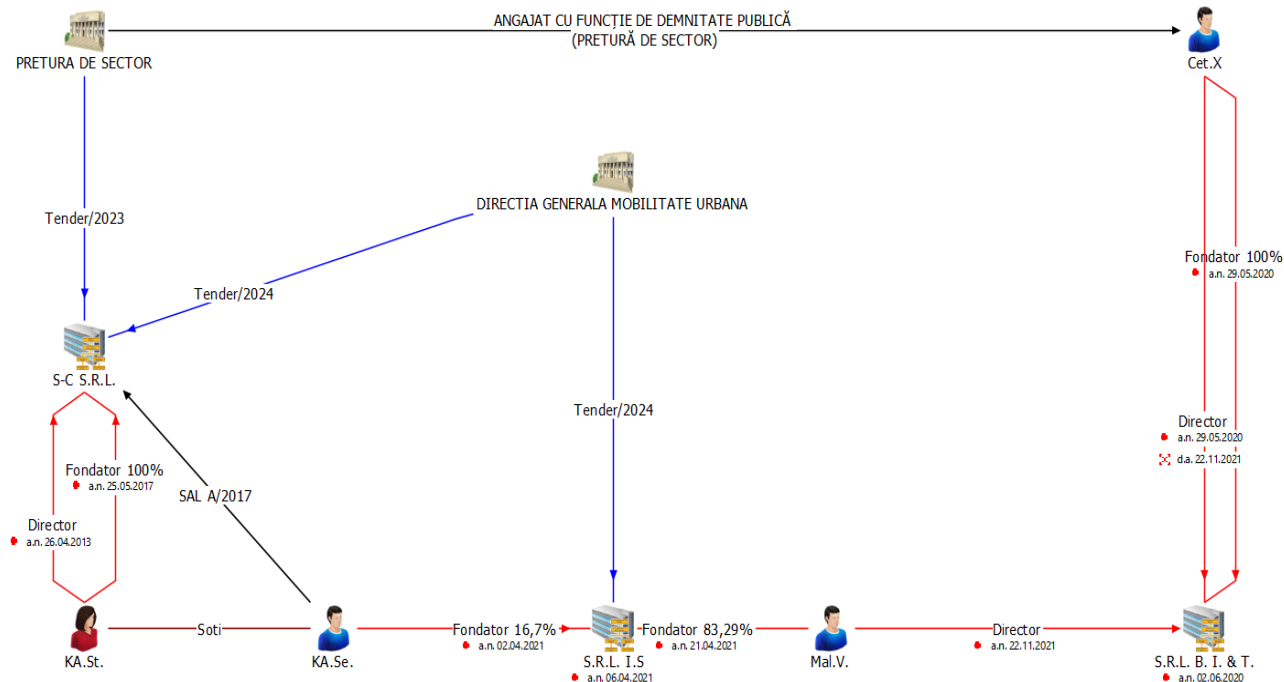 ANGAJAT CU FUNCȚIE DE DEMNITATE PUBLICĂ
(PRETURĂ DE SECTOR)
PRETURA DE SECTOR
Cet.X
DIRECTIA GENERALA MOBILITATE URBANA
Tender/2023
Fondator 100%
a.n. 29.05.2020
Tender/2024
S-C S.R.L.
Tender/2024
Director
a.n. 29.05.2020
d.a. 22.11.2021
Fondator 100%
a.n. 25.05.2017
SAL A/2017
Director
a.n. 26.04.2013
Soti
Fondator 16,7%
a.n. 02.04.2021
Fondator 83,29%
a.n. 21.04.2021
Director
a.n. 22.11.2021
KA.St.
KA.Se.
S.R.L. I.S
a.n. 06.04.2021
Mal.V.
S.R.L. B. I. & T.
a.n. 02.06.2020